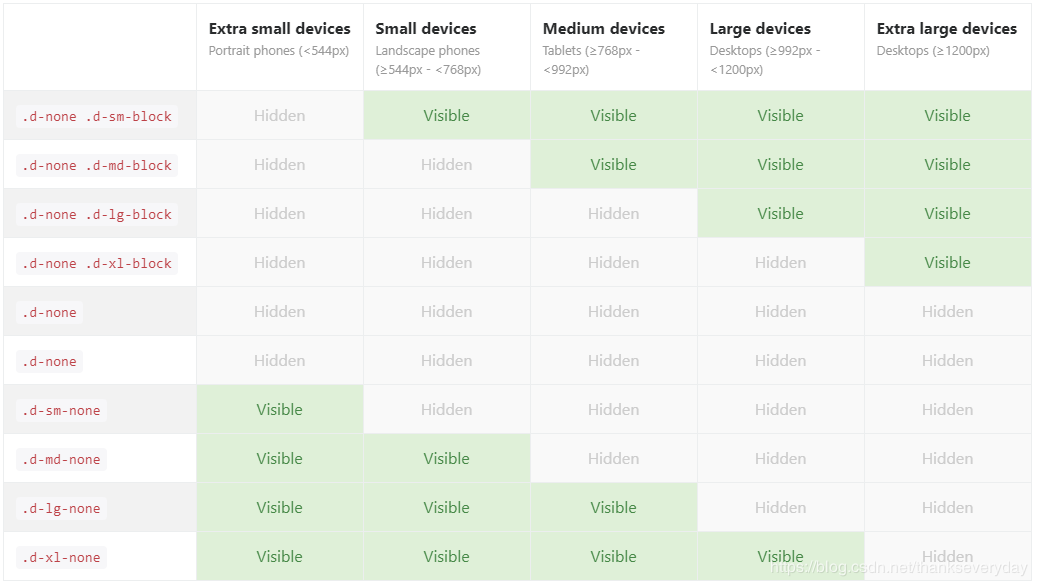 Extra small devices Small devices Medium devices Large devices Extra large devices
Portrait phones (<544px) Landscape phones Tablets (≥768px - Desktops (≥992px - Desktops (≥1200px)
(≥544px - <768px) <992px) <1200px)
.d-none .d-sm-block Hidden Visible Visible Visible Visible
.d-none .d-md-block Hidden Hidden Visible Visible Visible
.d-none .d-lg-block Hidden Hidden Hidden Visible Visible
.d-none .d-xl-block Hidden Hidden Hidden Hidden Visible
.d-none Hidden Hidden Hidden Hidden Hidden
.d-none Hidden Hidden Hidden Hidden Hidden
.d-sm-none Visible Hidden Hidden Hidden Hidden
.d-md-none Visible Visible Hidden Hidden Hidden
.d-lg-none Visible Visible Visible Hidden Hidden
.d-xl-none Visible Visible Visible Visible Hidden
https://blog.csdn.net/thankseveryday